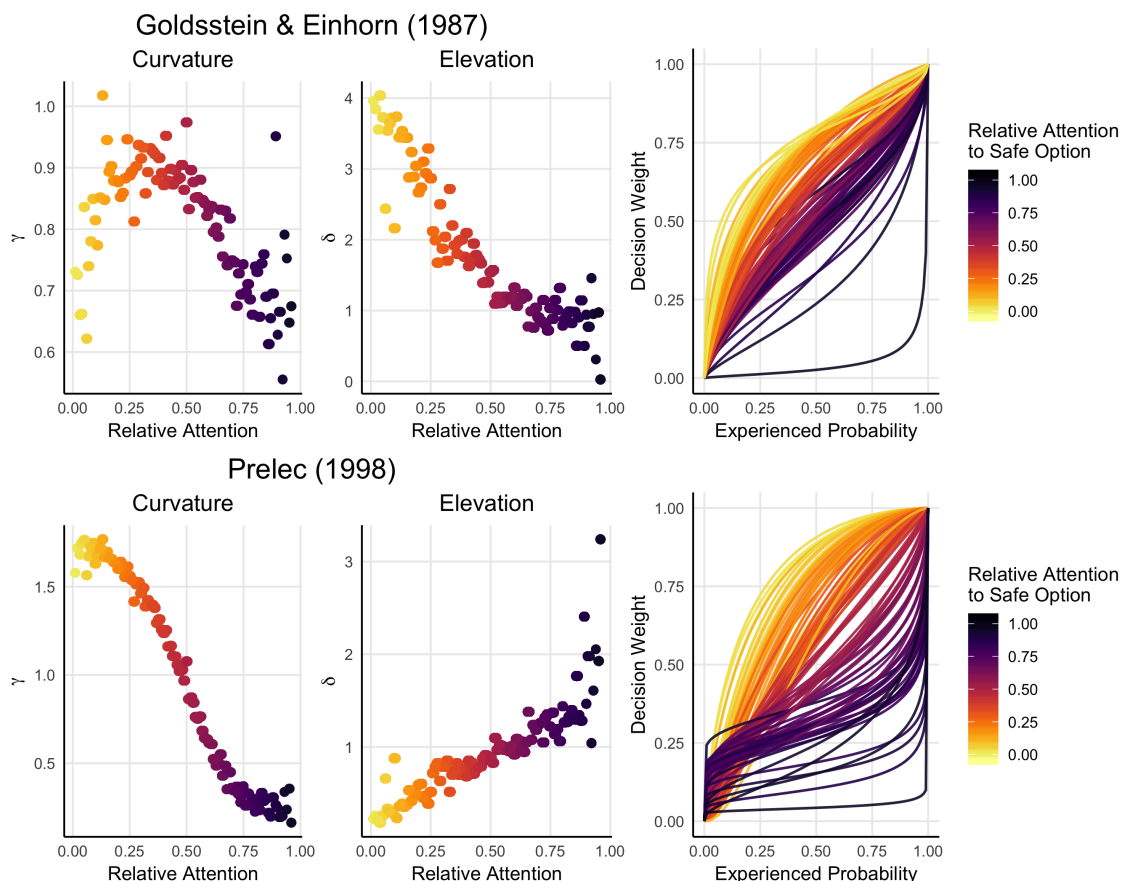 Goldsstein & Einhorn (1987)
Curvature
Elevation
1.0
0.9
0.8
0.7
0.6
γ
0.00 0.25 0.50 0.75 1.00
Relative Attention
4
3
2
1
0
δ
0.00 0.25 0.50 0.75 1.00
Relative Attention
1.00
0.75
0.50
0.25
0.00
Decision Weight
0.00 0.25 0.50 0.75 1.00
Experienced Probability
Relative Attention
to Safe Option
1.00
0.75
0.50
0.25
0.00
Prelec (1998)
Curvature
Elevation
1.5
1.0
0.5
γ
0.00 0.25 0.50 0.75 1.00
Relative Attention
3
2
1
δ
0.00 0.25 0.50 0.75 1.00
Relative Attention
1.00
0.75
0.50
0.25
0.00
Decision Weight
0.00 0.25 0.50 0.75 1.00
Experienced Probability
Relative Attention
to Safe Option
1.00
0.75
0.50
0.25
0.00